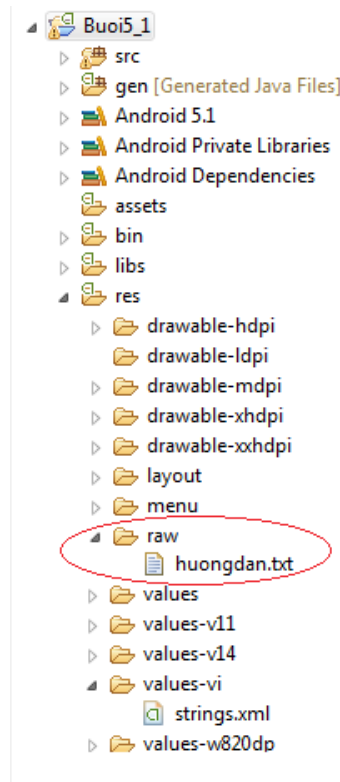 Buoi5_1
src
gen [Generated Java Files]
Android 5.1
Android Private Libraries
Android Dependencies
assets
bin
libs
res
drawable-hdpi
drawable-ldpi
drawable-mdpi
drawable-xhdpi
drawable-xxhdpi
layout
menu
raw
huongdan.txt
values
values-v11
values-v14
values-vi
strings.xml
values-w820dp